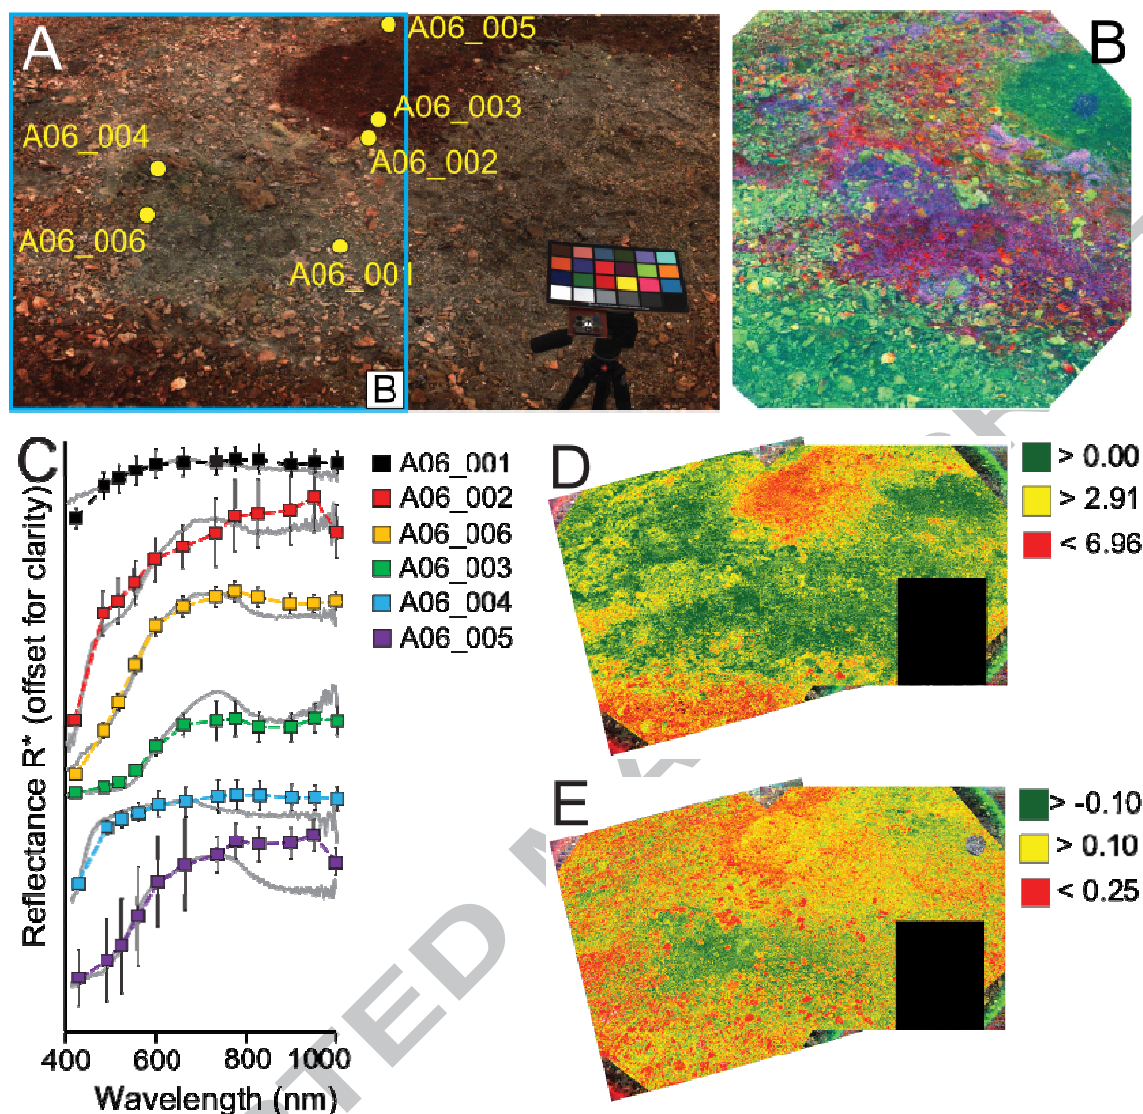 A
A06_005
A06_003
A06_004
A06_002
A06_006
A06_001
B
B
C
Reflectance R* (offset for clarity)
A06_001
A06_002
A06_006
A06_003
A06_004
A06_005
400 600 800 1000
Wavelength (nm)
D
> 0.00
> 2.91
< 6.96
E
> -0.10
> 0.10
< 0.25